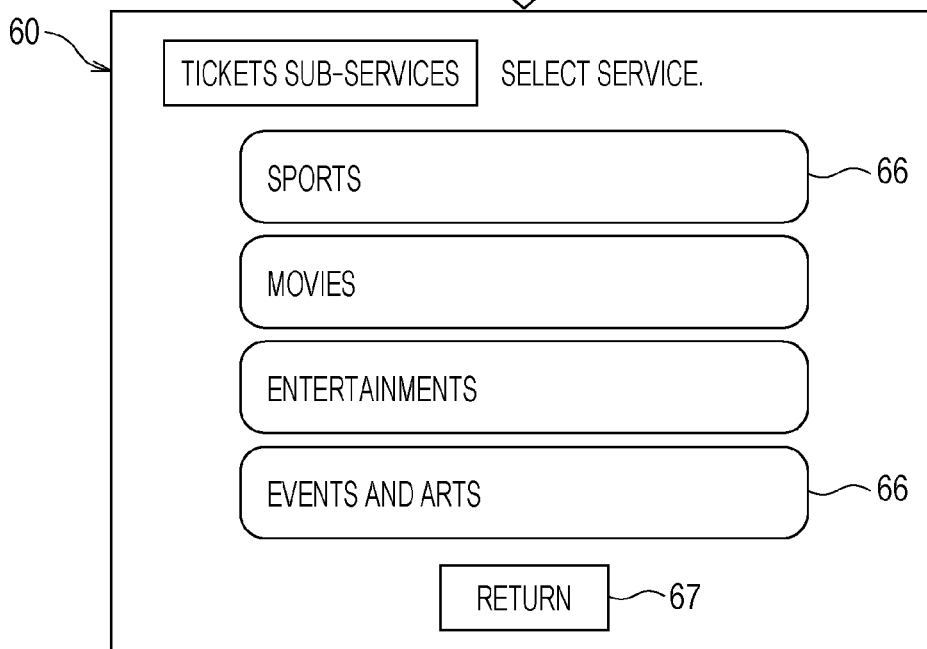 60
TICKETS SUB-SERVICES SELECT SERVICE.
SPORTS 66
MOVIES
ENTERTAINMENTS
EVENTS AND ARTS 66
RETURN 67